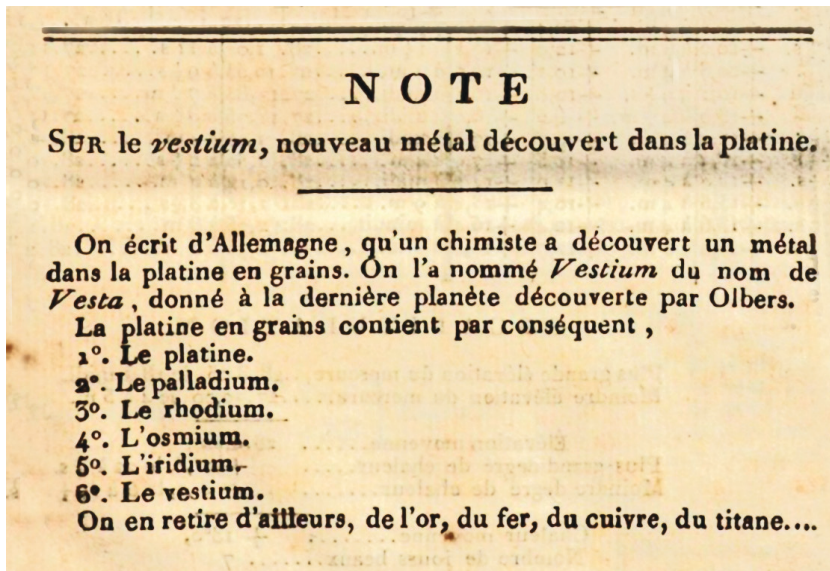 NOTE
SUR le vestium, nouveau métal découvert dans la platine.
On écrit d'Allemagne, qu'un chimiste a découvert un métal
dans la platine en grains. On l'a nommé Vestium du nom de
Vesta, donné à la dernière planète découverte par Olbers.
La platine en grains contient par conséquent,
1°. Le platine.
2°. Le palladium.
3°. Le rhodium.
4°. L'osmium.
5°. L'iridium.
6°. Le vestium.
On en retire d'ailleurs, de l'or, du fer, du cuivre, du titane....